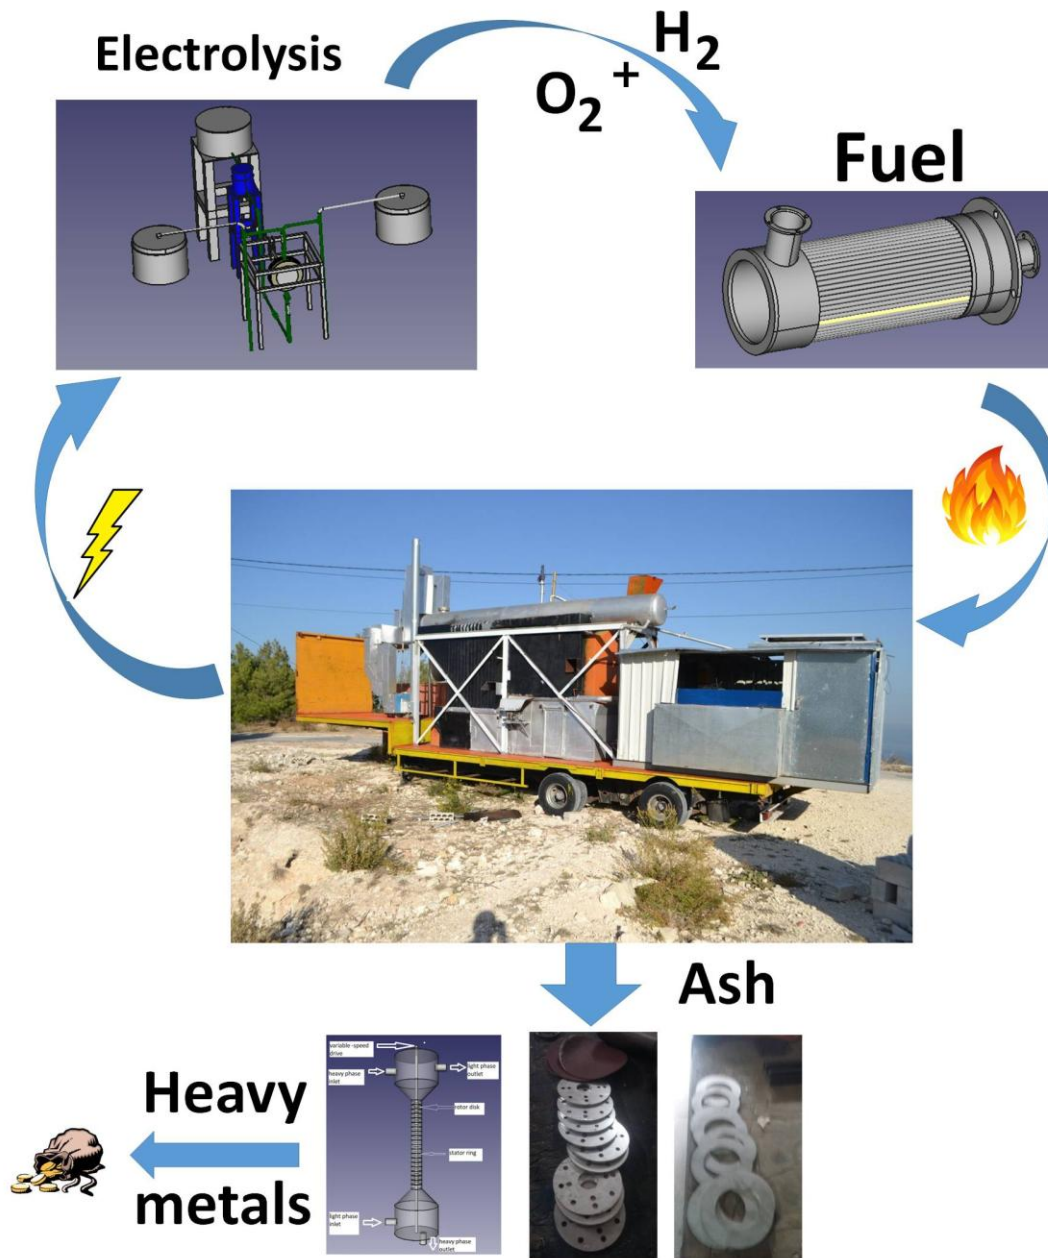 Electrolysis
O2 + H2
Fuel
Ash
variable -speed
drive
heavy phase
inlet
light phase
outlet
rotor disk
stator ring
light phase
inlet
heavy phase
outlet
Heavy
metals